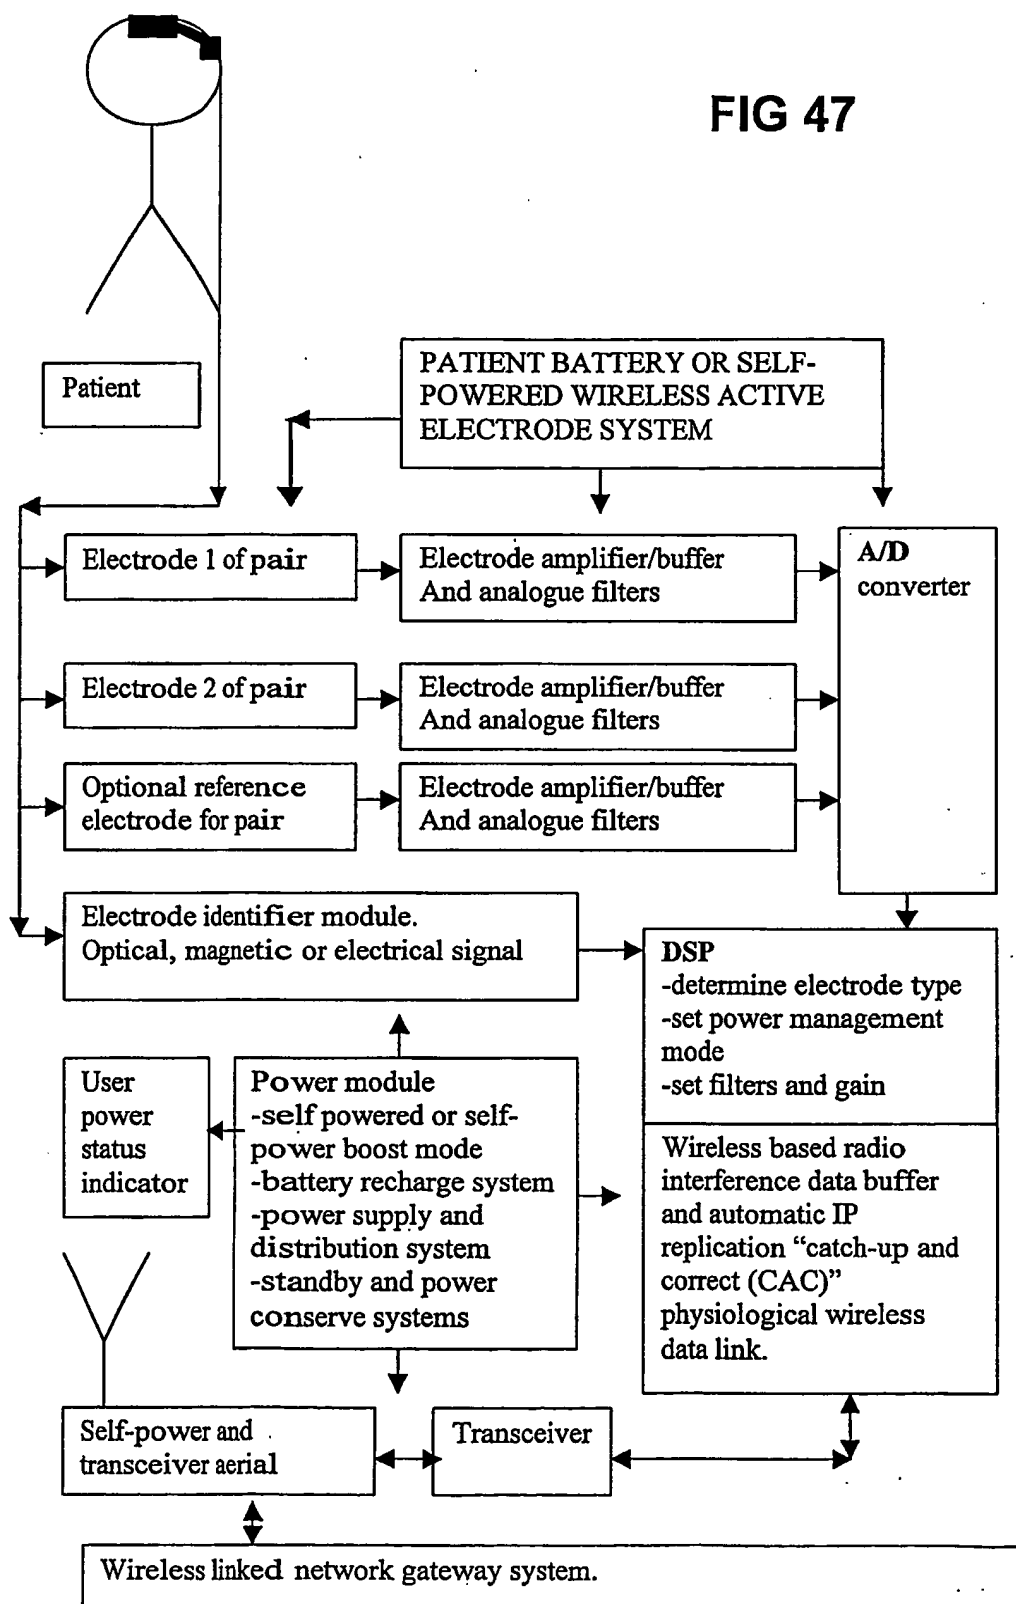 FIG 47
Patient
PATIENT BATTERY OR SELF-
POWERED WIRELESS ACTIVE
ELECTRODE SYSTEM
Electrode 1 of pair
Electrode amplifier/buffer
And analogue filters
A/D
converter
Electrode 2 of pair
Electrode amplifier/buffer
And analogue filters
Optional reference
electrode for pair
Electrode amplifier/buffer
And analogue filters
Electrode identifier module.
Optical, magnetic or electrical signal
DSP
-determine electrode type
-set power management
mode
-set filters and gain
User
power
status
indicator
Power module
-self powered or self-
power boost mode
-battery recharge system
-power supply and
distribution system
-standby and power
conserve systems
Wireless based radio
interference data buffer
and automatic IP
replication “catch-up and
correct (CAC)”
physiological wireless
data link.
Self-power and
transceiver aerial
Transceiver
Wireless linked network gateway system.